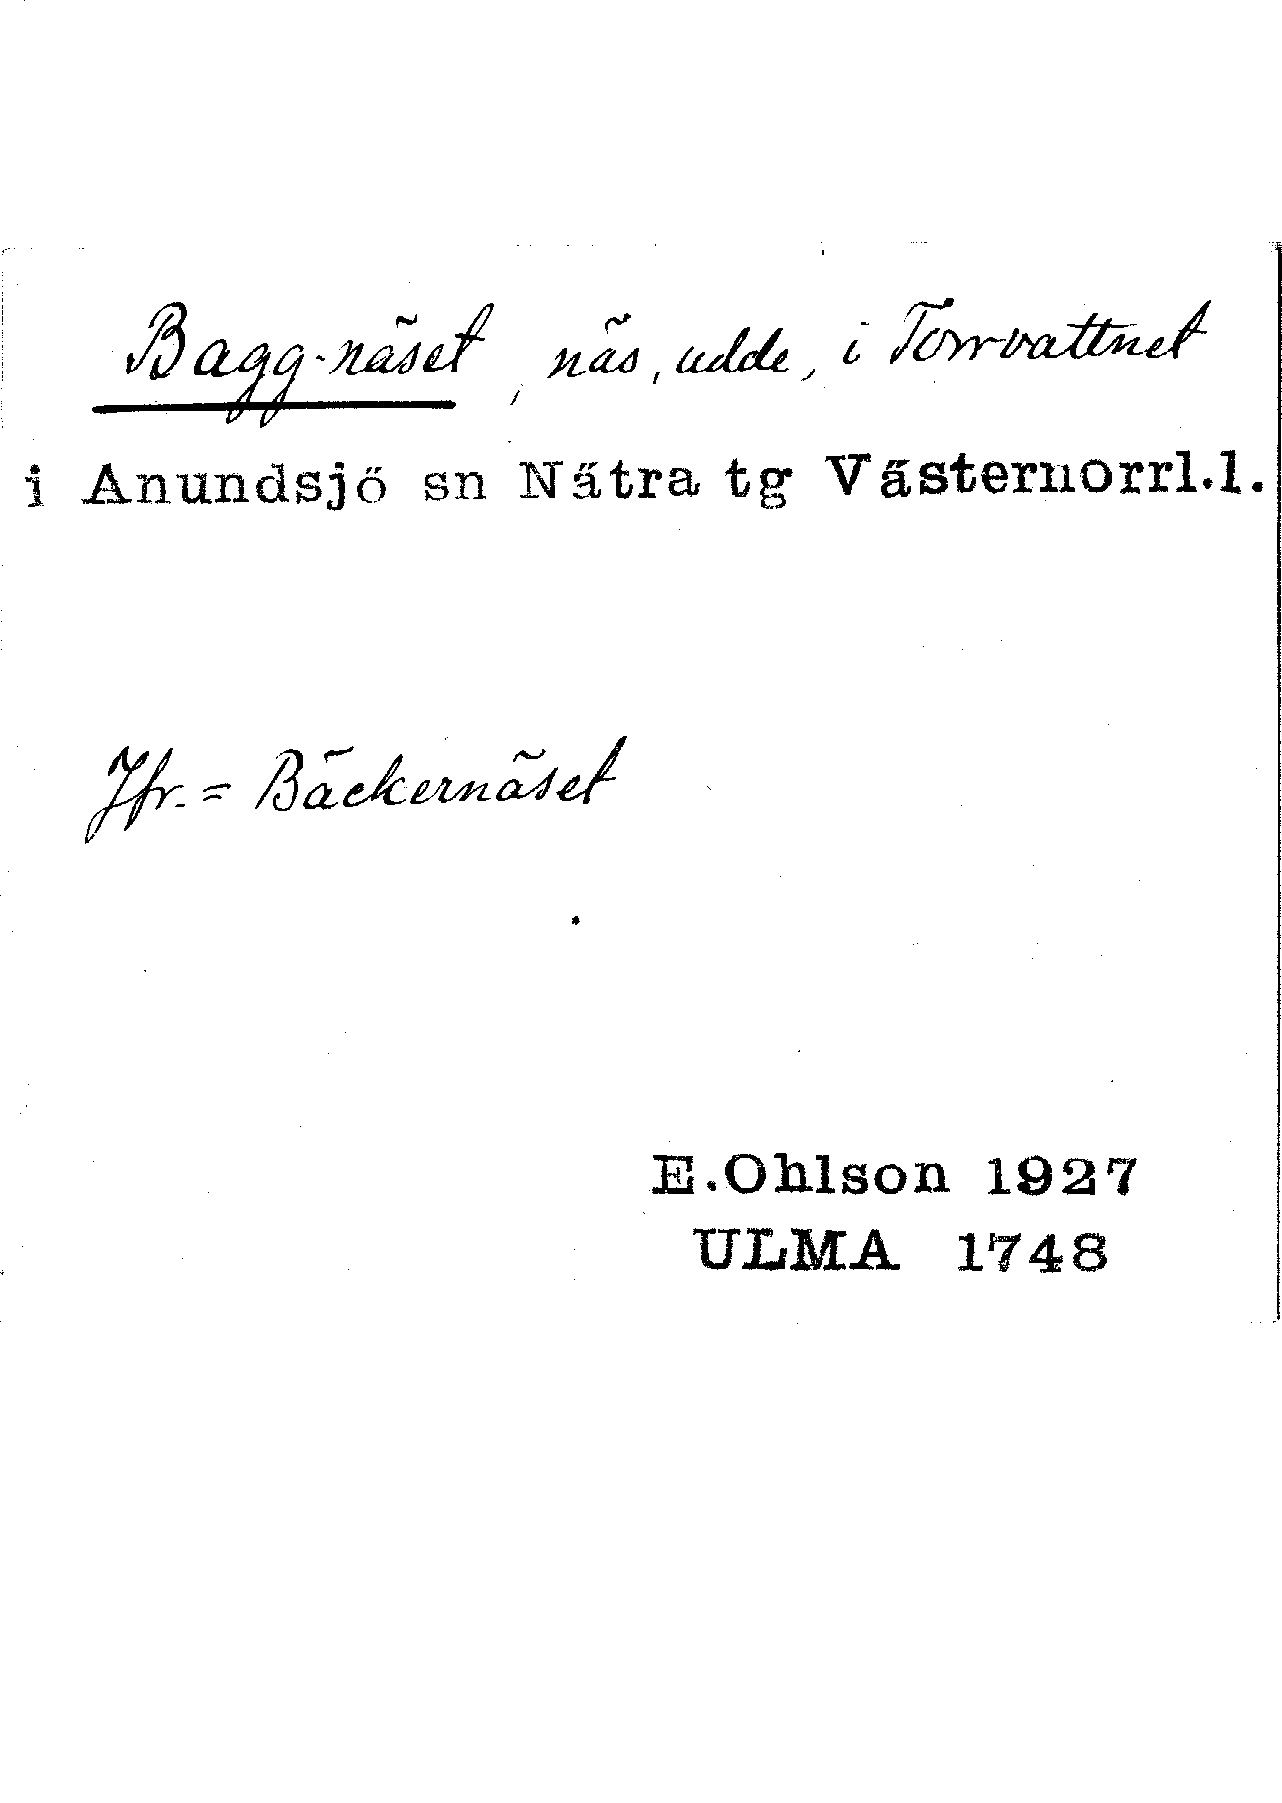 Bagg-näset, näs, udde, i Torrvattnet
i Anundsjö sn Nätra tg Västernorrl.l.
Jfr. = Bäckernäset
E.Ohlson 1927
ULMA 1748